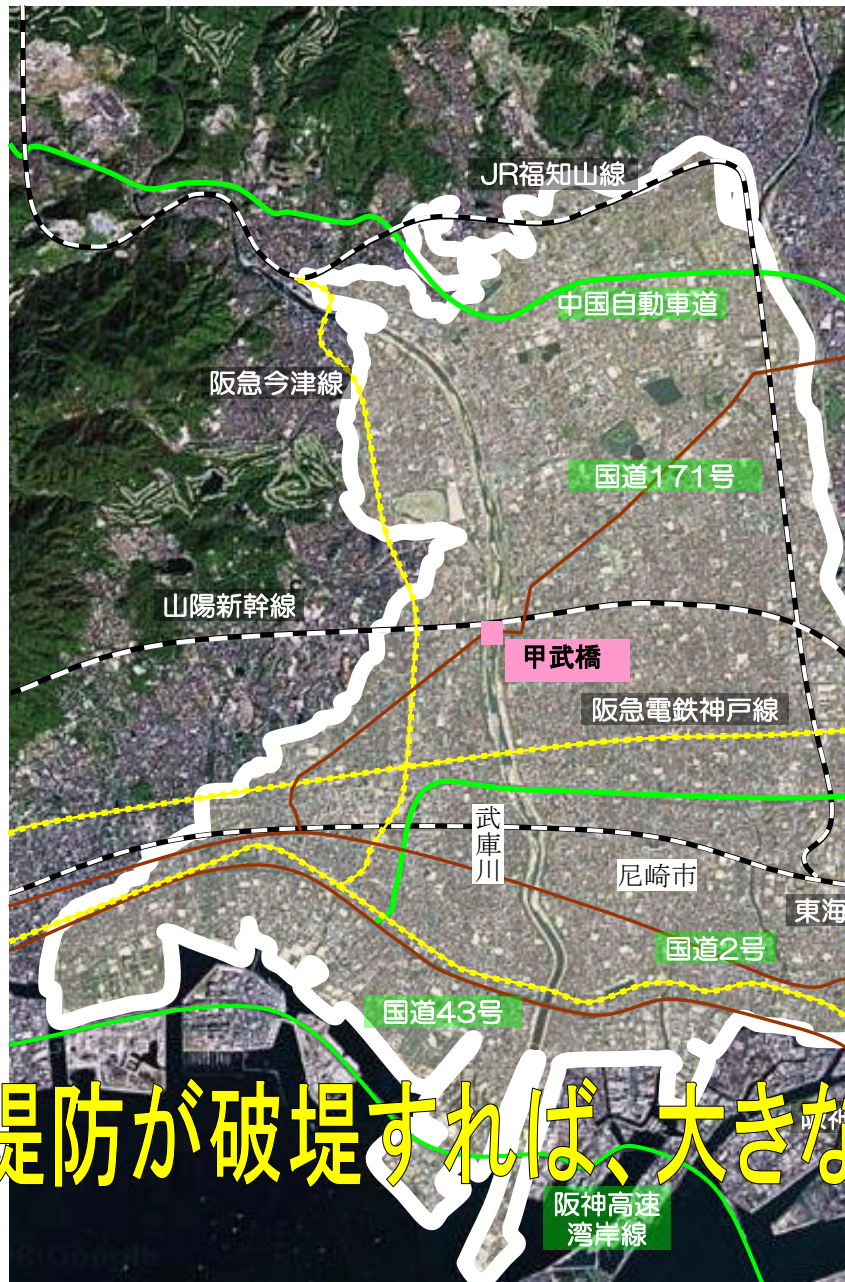 JR福知山線
中国自動車道
阪急今津線
国道171号
山陽新幹線
甲武橋
阪急電鉄神戸線
武庫川
尼崎市
東海
国道2号
国道43号
堤防が破堤すれば、大きな
阪神
阪神高速
湾岸線